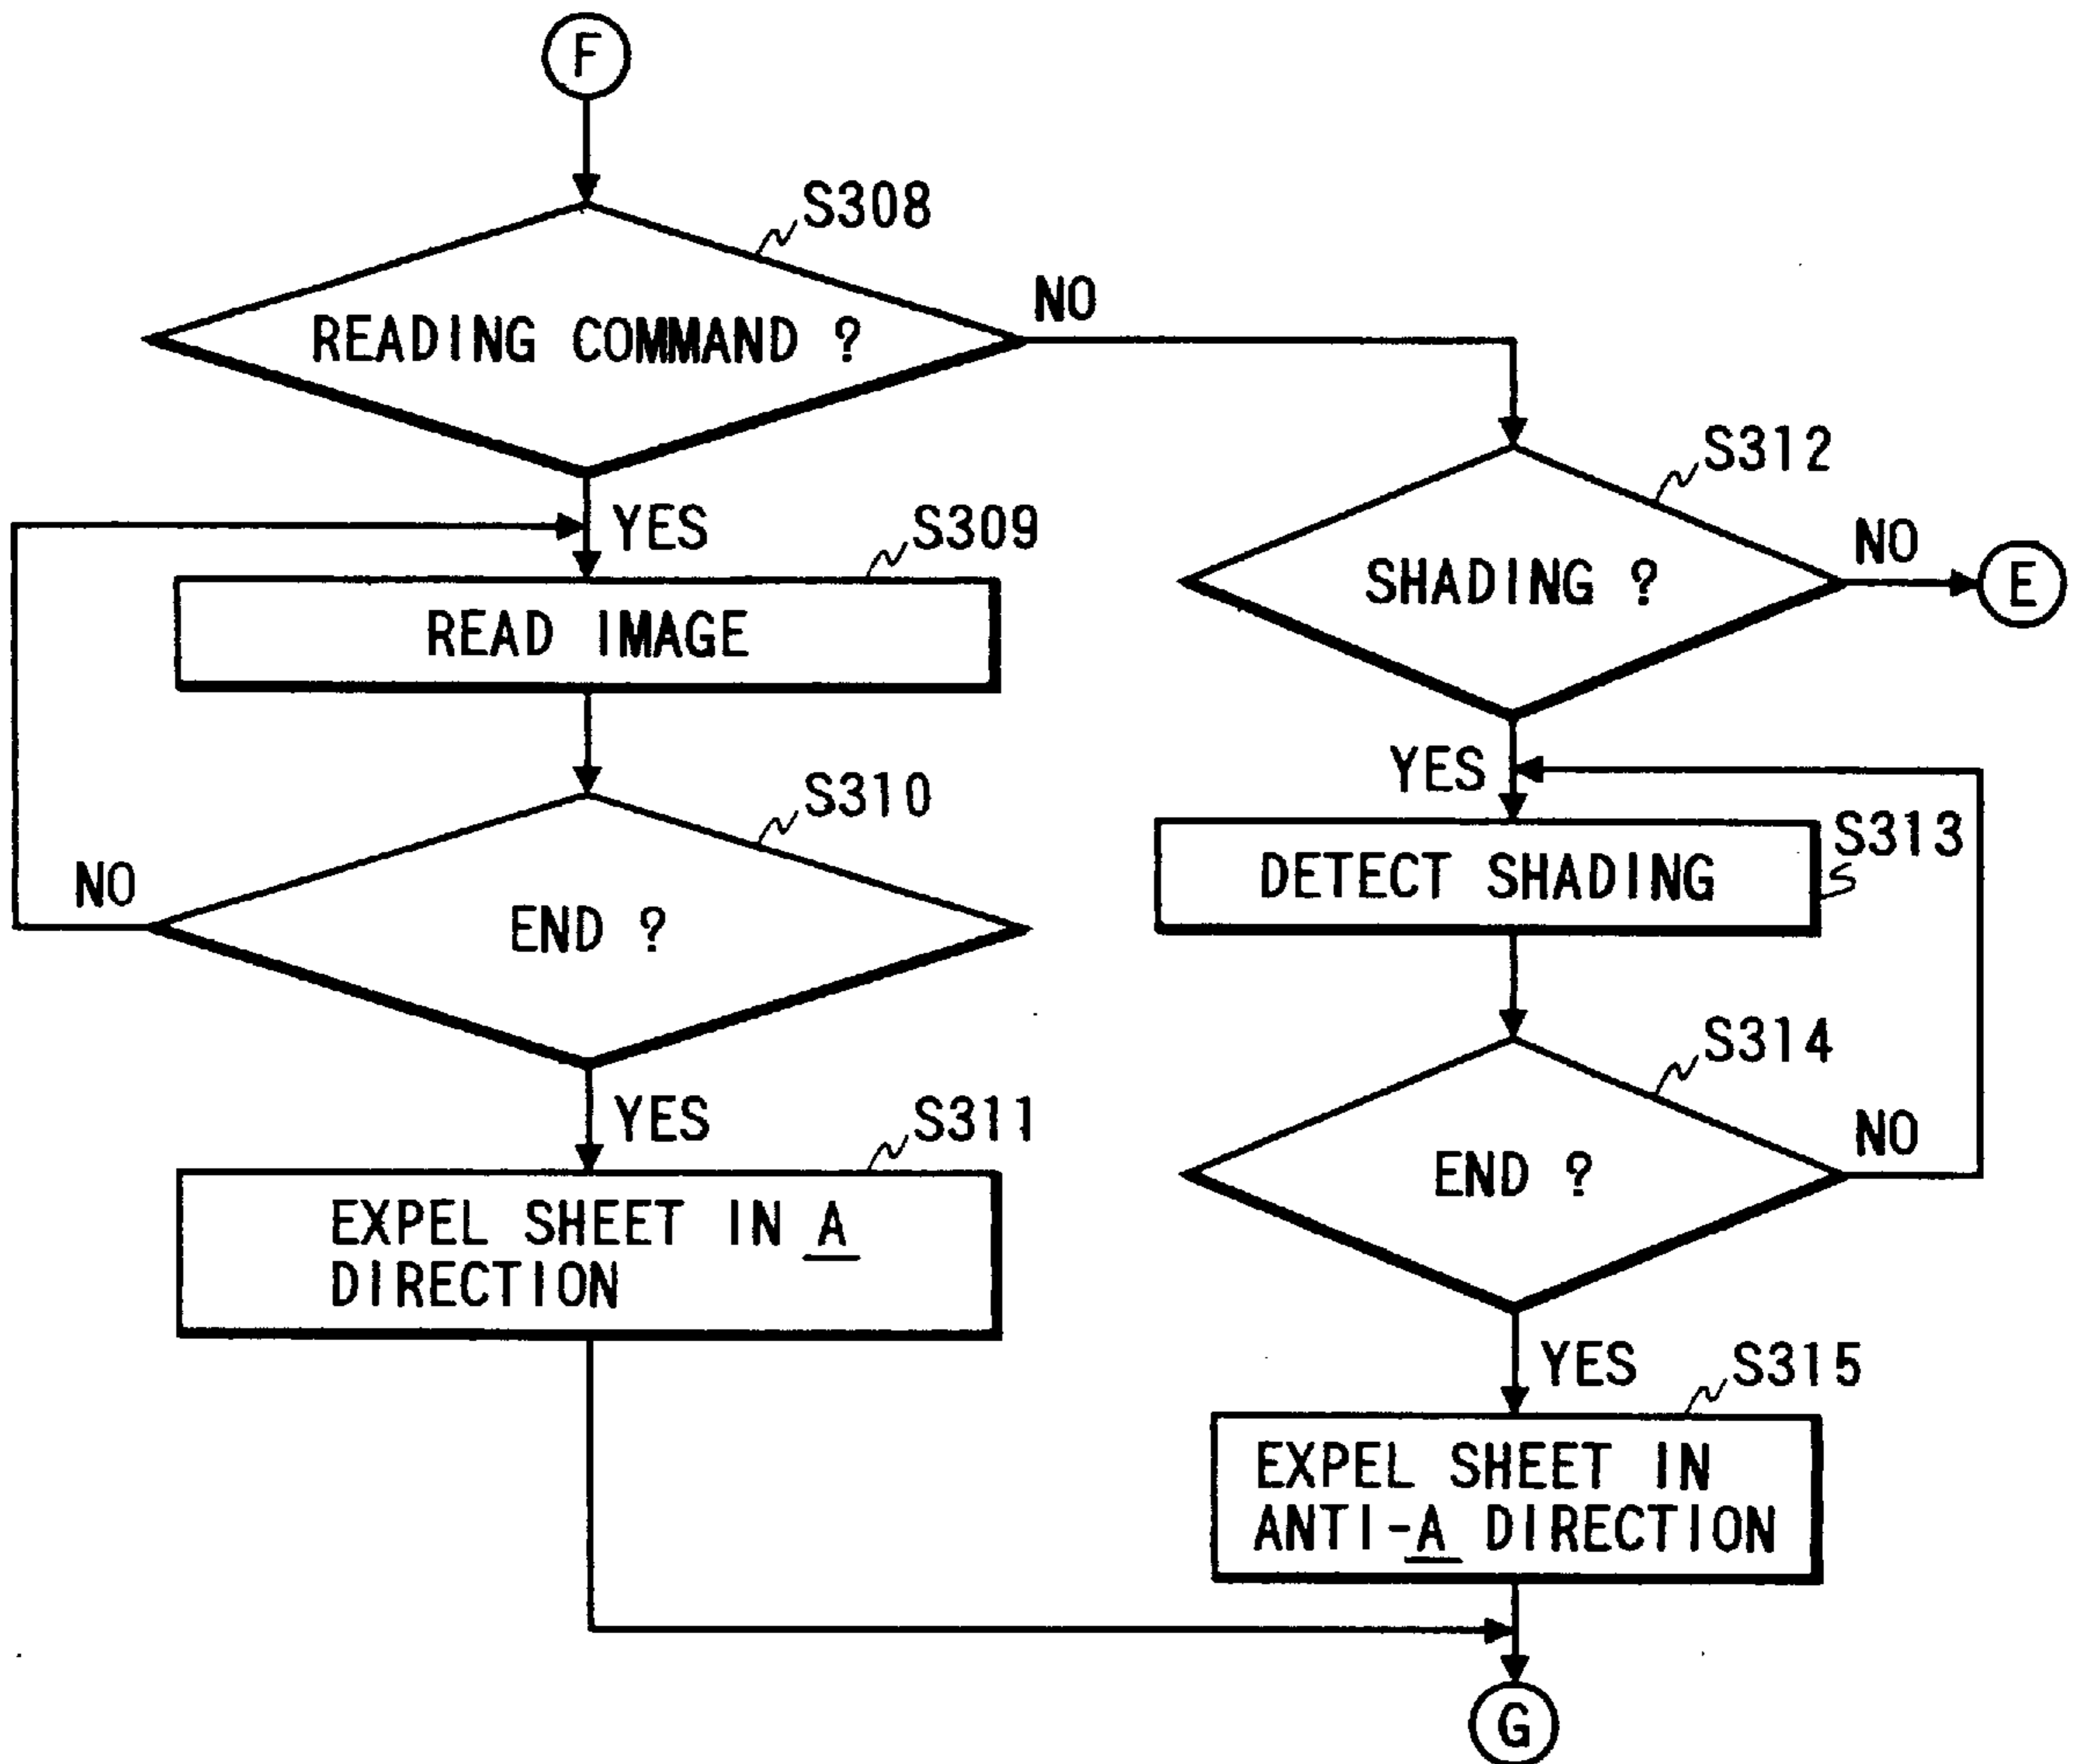 F
S308
READING COMMAND ?
NO
YES
S309
READ IMAGE
S310
END ?
NO
YES
S311
EXPEL SHEET IN A
DIRECTION
S312
SHADING ?
NO
E
YES
S313
DETECT SHADING
S314
END ?
NO
YES
S315
EXPEL SHEET IN
ANTI-A DIRECTION
G